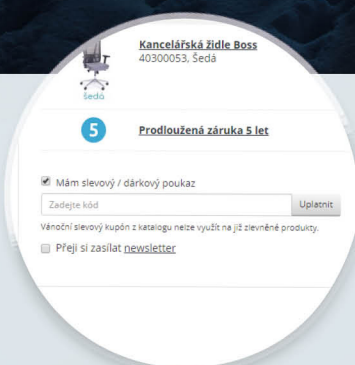 Kancelářská židle Boss
40300053, Šedá
šedá
5
Prodloužená záruka 5 let
Mám slevový / dárkový poukaz
Zadejte kód
Uplatnit
Vánoční slevový kupón z katalogu nelze využít na již zlevněné produkty.
Přeji si zasílat newsletter